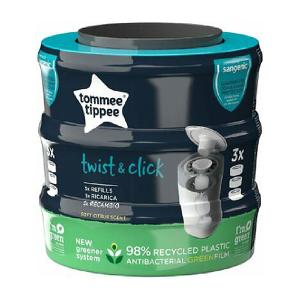 sangenic
tommee
tippee
3x
twist & click
3x REFILLS
3x RICARICA
3x RECAMBIO
SOFT CITRUS SCENT
3x
I'm
green
NEW
greener
system
98% RECYCLED PLASTIC
ANTIBACTERIAL GREENFILM
I'm
green